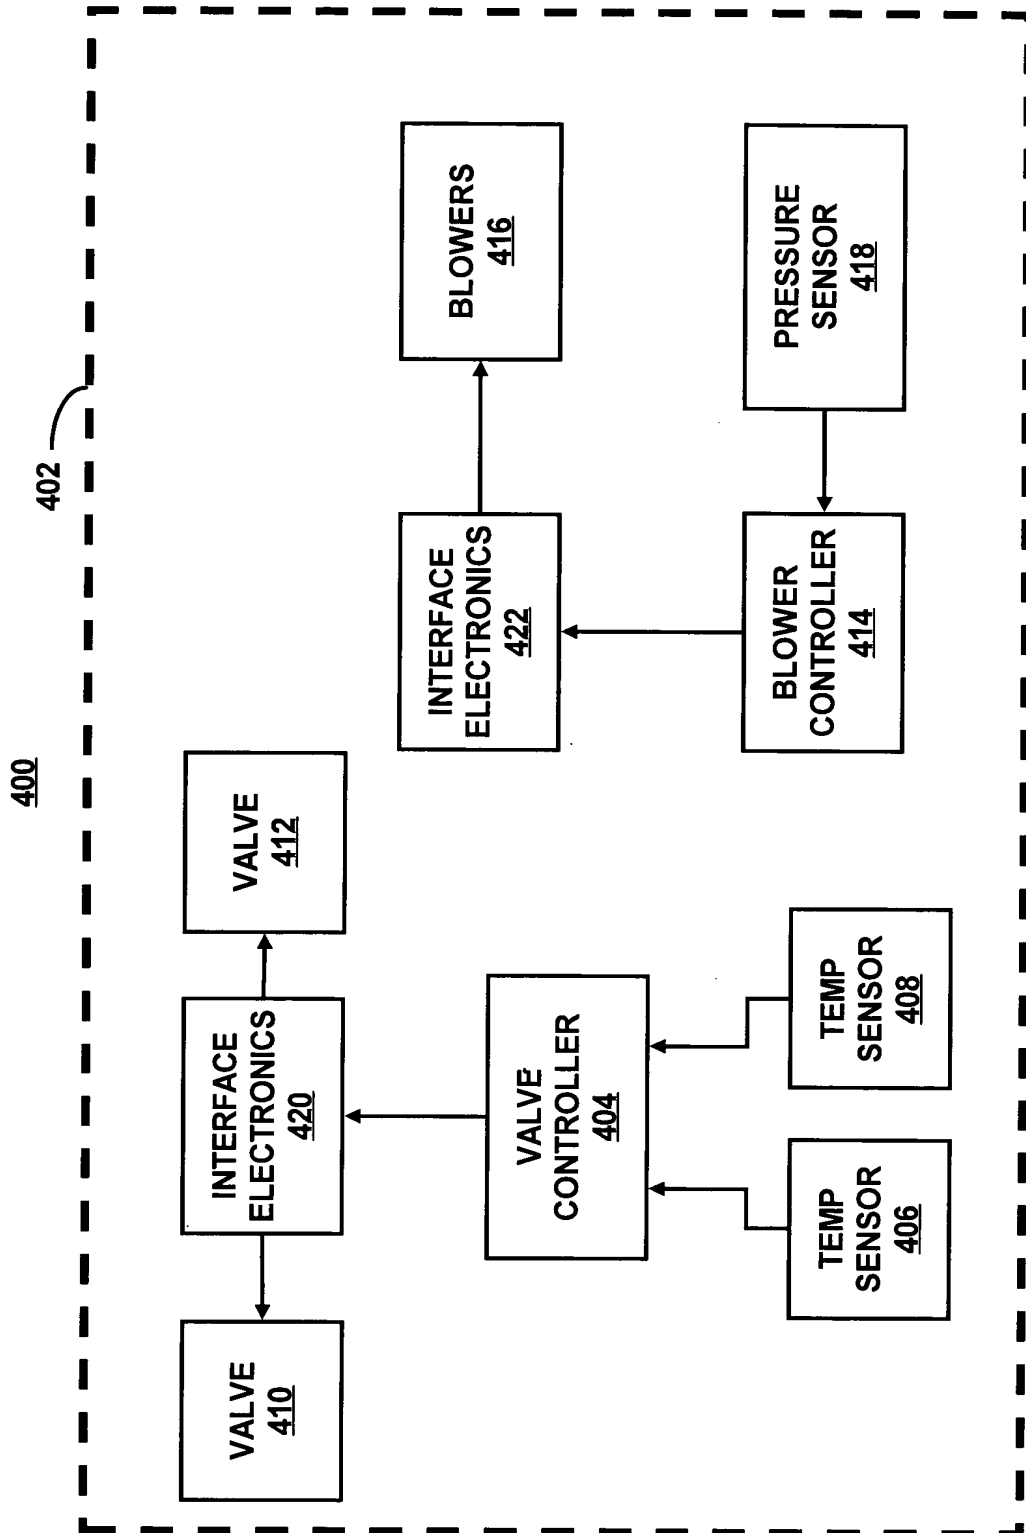 400
402
VALVE
410
INTERFACE
ELECTRONICS
420
VALVE
412
INTERFACE
ELECTRONICS
422
BLOWERS
416
VALVE
CONTROLLER
404
BLOWER
CONTROLLER
414
PRESSURE
SENSOR
418
TEMP
SENSOR
406
TEMP
SENSOR
408